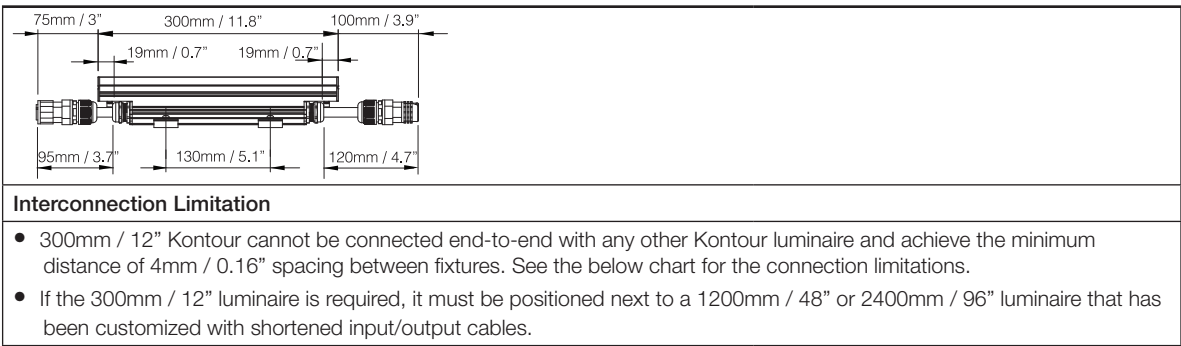 75mm / 3” 300mm / 11.8” 100mm / 3.9”
19mm / 0.7” 19mm / 0.7”
95mm / 3.7” 130mm / 5.1” 120mm / 4.7”
Interconnection Limitation
• 300mm / 12” Kontour cannot be connected end-to-end with any other Kontour luminaire and achieve the minimum
distance of 4mm / 0.16” spacing between fixtures. See the below chart for the connection limitations.
• If the 300mm / 12” luminaire is required, it must be positioned next to a 1200mm / 48” or 2400mm / 96” luminaire that has
been customized with shortened input/output cables.